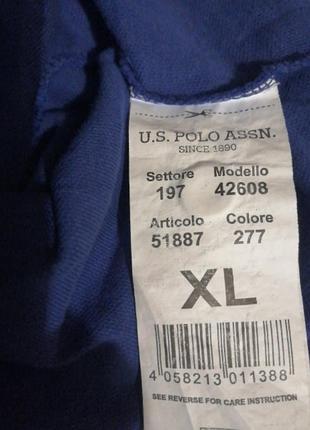 U.S. POLO ASSN.
SINCE 1890
Settore Modello
197 42608
Articolo Colore
51887 277
XL
4 058213 011388
SEE REVERSE FOR CARE INSTRUCTION